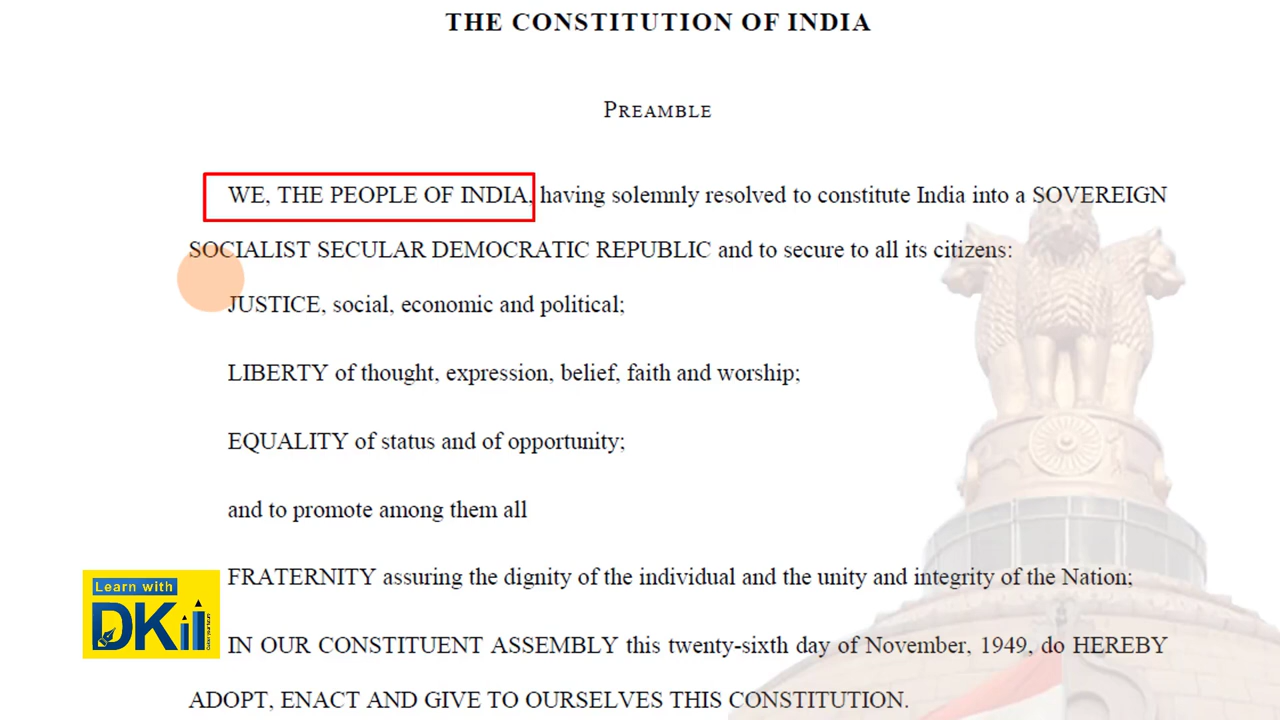 THE CONSTITUTION OF INDIA
PREAMBLE
WE, THE PEOPLE OF INDIA, having solemnly resolved to constitute India into a SOVEREIGN
SOCIALIST SECULAR DEMOCRATIC REPUBLIC and to secure to all its citizens:
JUSTICE, social, economic and political;
LIBERTY of thought, expression, belief, faith and worship;
EQUALITY of status and of opportunity;
and to promote among them all
FRATERNITY assuring the dignity of the individual and the unity and integrity of the Nation;
IN OUR CONSTITUENT ASSEMBLY this twenty-sixth day of November, 1949, do HEREBY
ADOPT, ENACT AND GIVE TO OURSELVES THIS CONSTITUTION.
Learn with
DK